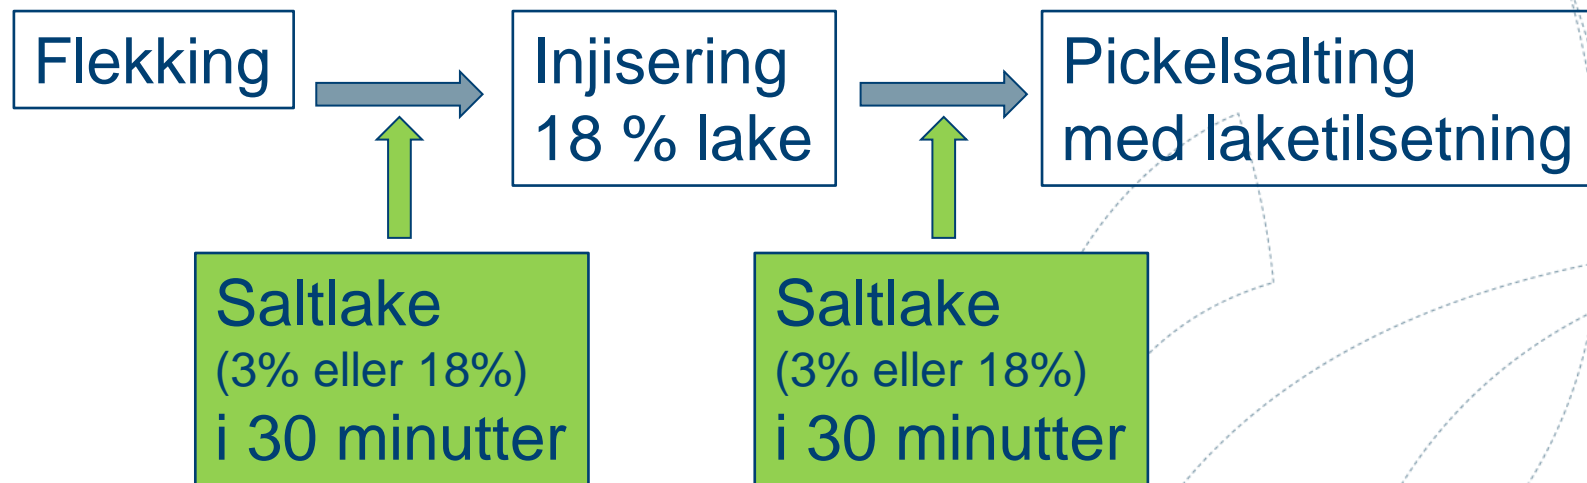 Flekking
Injisering
18 % lake
Pickelsalting
med laketilsetning
Saltlake
(3% eller 18%)
i 30 minutter
Saltlake
(3% eller 18%)
i 30 minutter